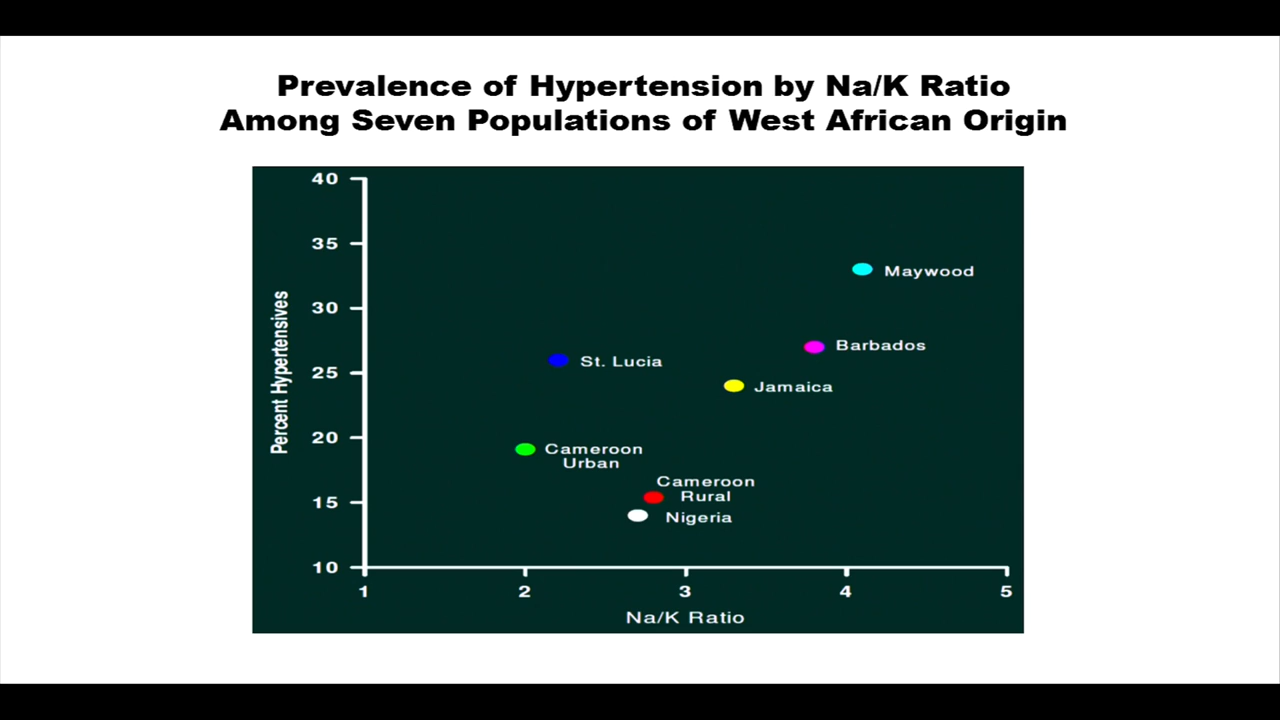 Prevalence of Hypertension by Na/K Ratio
Among Seven Populations of West African Origin
40
35
30
25
20
15
10
Percent Hypertensives
Maywood
Barbados
St. Lucia
Jamaica
Cameroon
Urban
Cameroon
Rural
Nigeria
1
2
3
4
5
Na/K Ratio